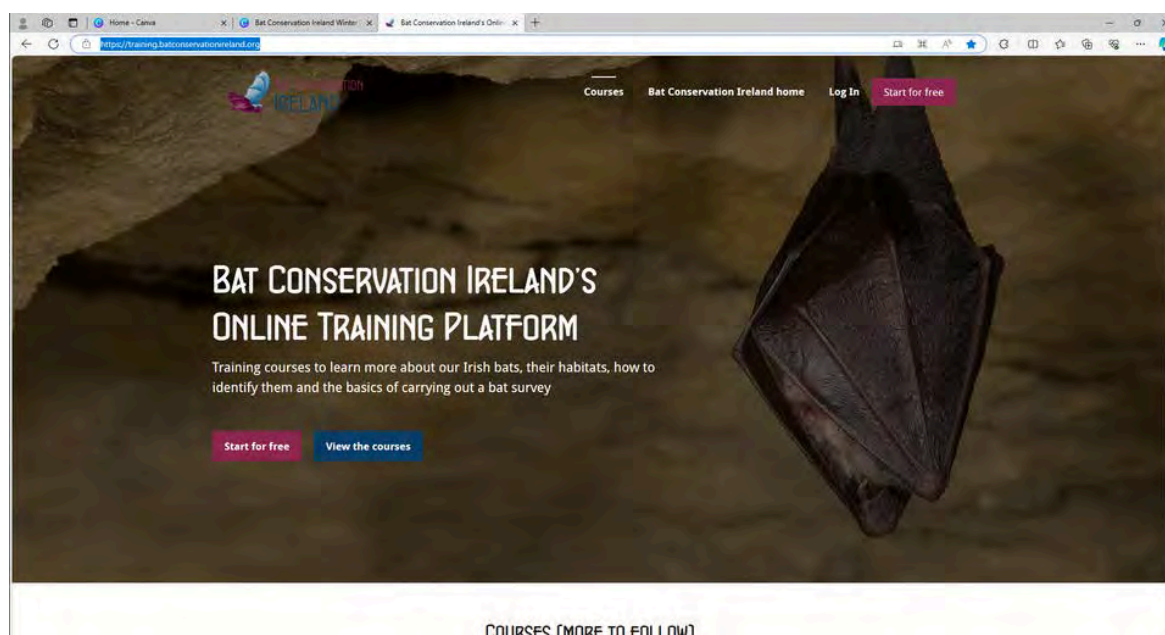 Home - Canva
Bat Conservation Ireland Winter
Bat Conservation Ireland's Onlin
https://training.batconservationireland.org
IRELAND
Courses
Bat Conservation Ireland home
Log In
Start for free
BAT CONSERVATION IRELAND'S
ONLINE TRAINING PLATFORM
Training courses to learn more about our Irish bats, their habitats, how to
identify them and the basics of carrying out a bat survey
Start for free
View the courses
COURSES (MORE TO FOLLOW)